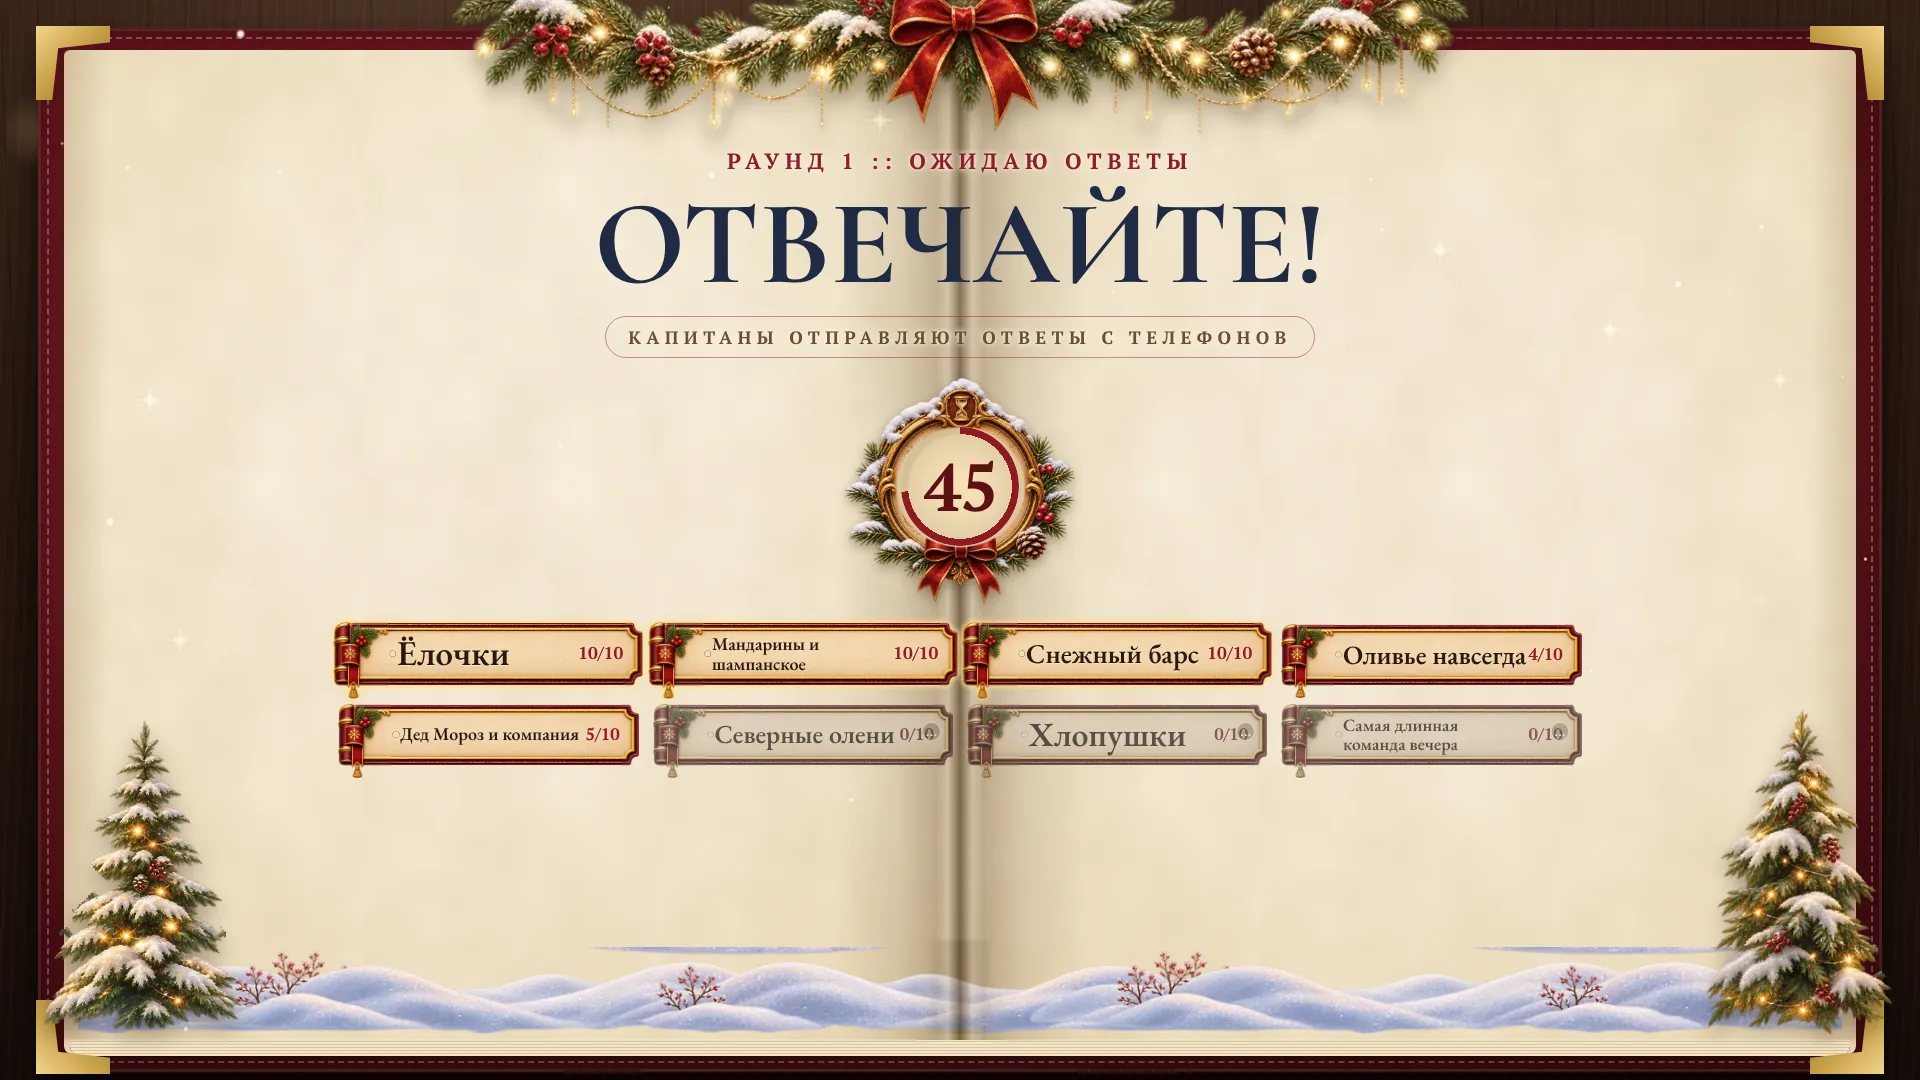 РАУНД 1 :: ОЖИДАЮ ОТВЕТЫ
ОТВЕЧАЙТЕ!
КАПИТАНЫ ОТПРАВЛЯЮТ ОТВЕТЫ С ТЕЛЕФОНОВ
45
Ёлочки 10/10
Мандарины и
шампанское 10/10
Снежный барс 10/10
Оливье навсегда 4/10
Дед Мороз и компания 5/10
Северные олени 0/10
Хлопушки 0/10
Самая длинная
команда вечера 0/10